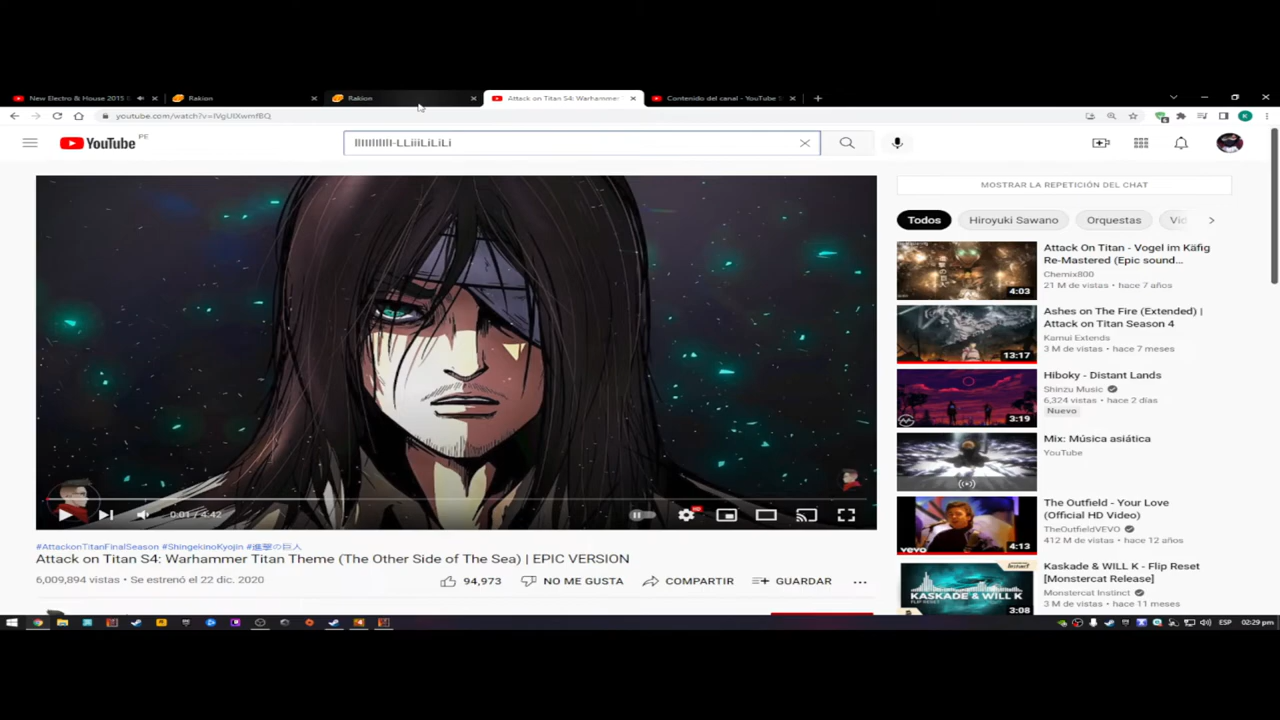 New Electro & House 2015
Rakion
Rakion
Attack on Titan S4: Warhammer
Contenido del canal - YouTube
PE
YouTube
MOSTRAR LA REPETICIÓN DEL CHAT
Todos
Hiroyuki Sawano
Orquestas
Attack On Titan - Vogel im Käfig
Re-Mastered (Epic sound...
Chemix800
21 M de vistas • hace 7 años
4:03
Ashes on The Fire (Extended) |
Attack on Titan Season 4
Kamui Extends
3 M de vistas • hace 7 meses
13:17
Hiboky - Distant Lands
Shinzu Music
6,324 vistas • hace 2 días
Nuevo
3:19
Mix: Música asiática
YouTube
The Outfield - Your Love
(Official HD Video)
TheOutfieldVEVO
412 M de vistas • hace 12 años
vevo
4:13
Kaskade & WILL K - Flip Reset
[Monstercat Release]
Monstercat Instinct
3 M de vistas • hace 11 meses
KASKADE & WILL K
3:08
0:01 / 4:42
#AttackonTitanFinalSeason #ShingekinoKyojin #進撃の巨人
Attack on Titan S4: Warhammer Titan Theme (The Other Side of The Sea) | EPIC VERSION
6,009,894 vistas • Se estrenó el 22 dic. 2020
94,973
NO ME GUSTA
COMPARTIR
GUARDAR
ESP
02:29 pm